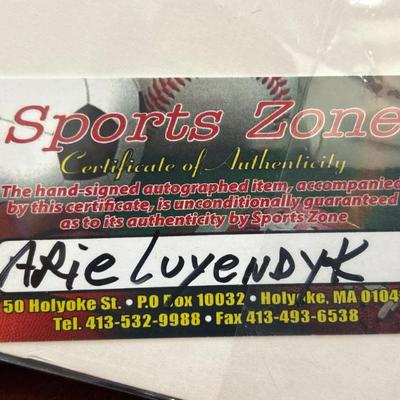 Sports Zone
Certificate of Authenticity
The hand-signed autographed item, accompanied
by this certificate, is unconditionally guaranteed
as to its authenticity by Sports Zone
ARie LUYENDYK
50 Holyoke St. • P.O Box 10032 • Holyoke, MA 0104
Tel. 413-532-9988 • Fax 413-493-6538